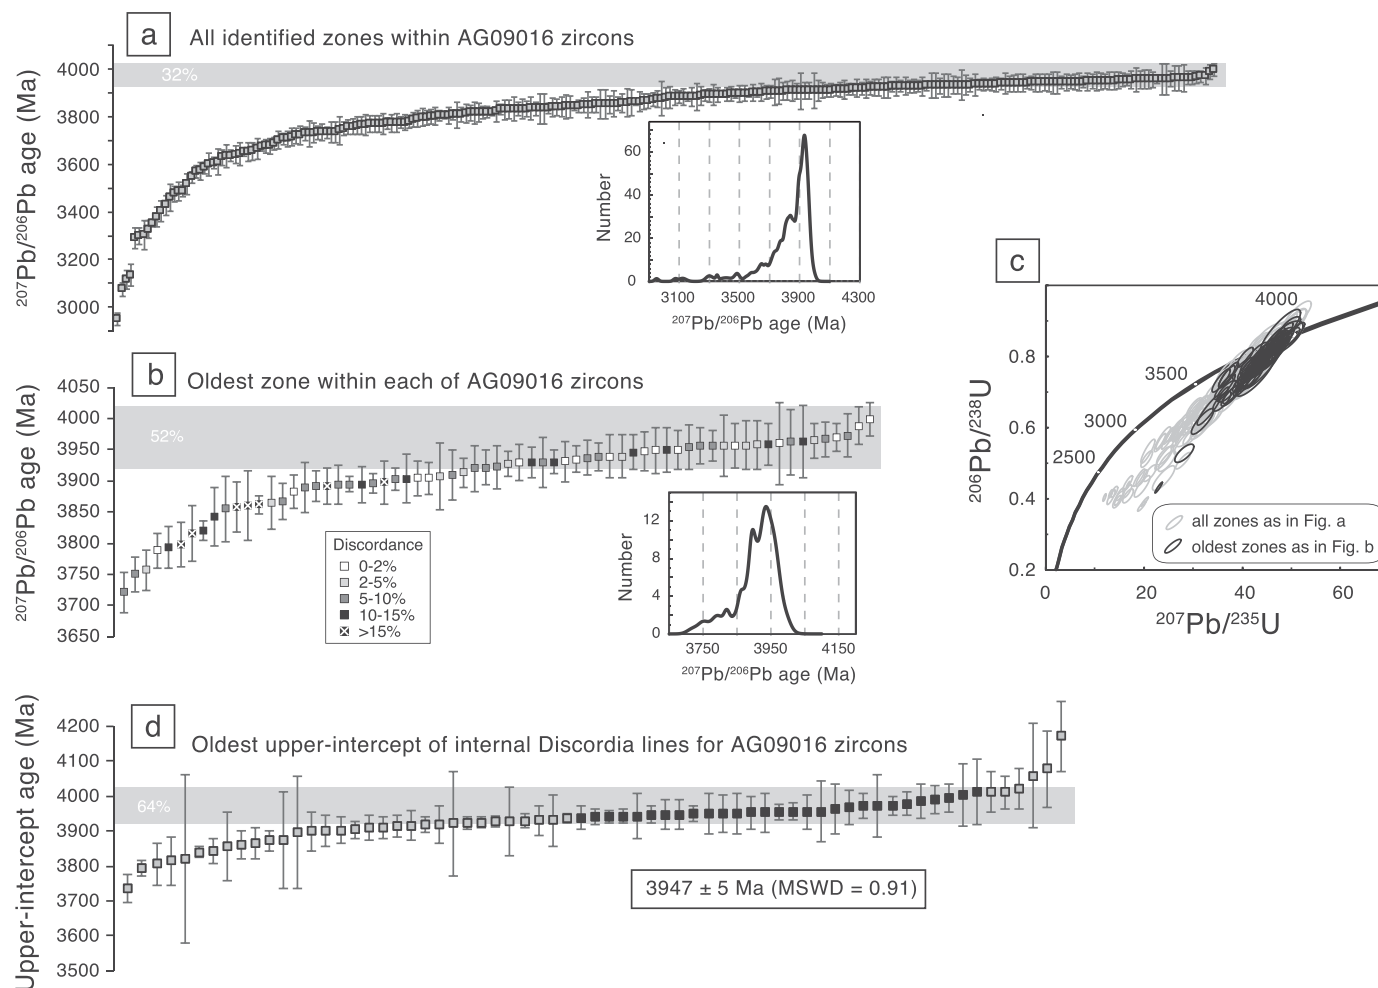 a
All identified zones within AG09016 zircons
207Pb/206Pb age (Ma)
4000
3800
3600
3400
3200
3000
32%
Number
60
40
20
0
3100
3500
3900
4300
207Pb/206Pb age (Ma)
b
Oldest zone within each of AG09016 zircons
207Pb/206Pb age (Ma)
4050
4000
3950
3900
3850
3800
3750
3700
3650
52%
Discordance
0-2%
2-5%
5-10%
10-15%
>15%
Number
12
8
4
0
3750
3950
4150
207Pb/206Pb age (Ma)
c
206Pb/238U
0.8
0.6
0.4
0.2
4000
3500
3000
2500
all zones as in Fig. a
oldest zones as in Fig. b
0
20
40
60
207Pb/235U
d
Oldest upper-intercept of internal Discordia lines for AG09016 zircons
Upper-intercept age (Ma)
4200
4100
4000
3900
3800
3700
3600
3500
64%
3947 ± 5 Ma (MSWD = 0.91)